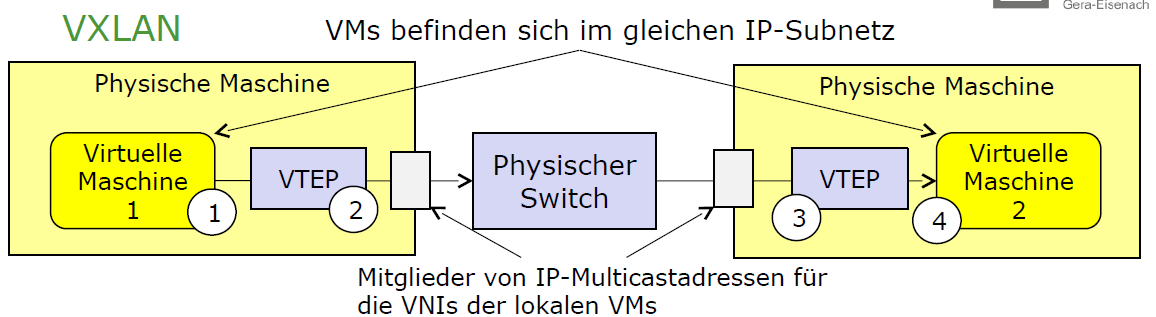 Gera-Eisenach
VXLAN
VMs befinden sich im gleichen IP-Subnetz
Physische Maschine
Virtuelle
Maschine
1
1
VTEP
2
Physischer
Switch
Physische Maschine
VTEP
3
Virtuelle
Maschine
2
4
Mitglieder von IP-Multicastadressen für
die VNIs der lokalen VMs